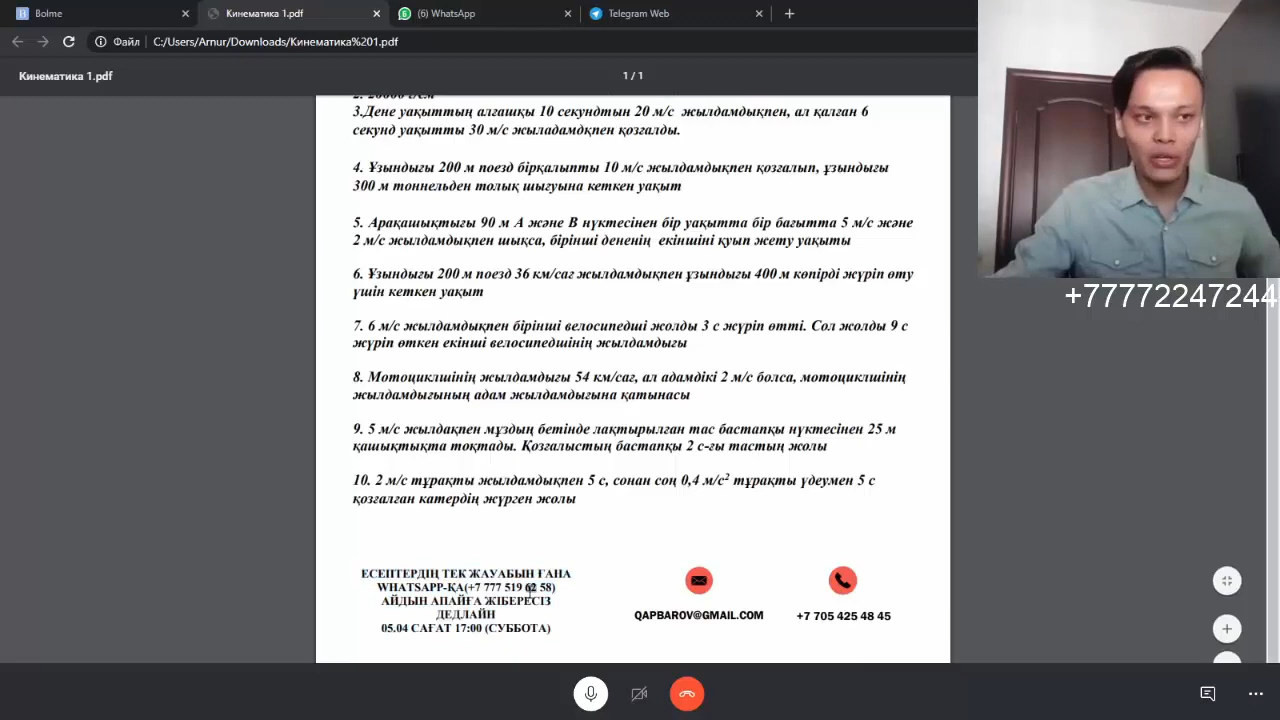 Bolme
Кинематика 1.pdf
(6) WhatsApp
Telegram Web
Файл
C:/Users/Arnur/Downloads/Кинематика%201.pdf
Кинематика 1.pdf
1 / 1
3.Дене уақыттың алғашқы 10 секундтын 20 м/с жылдамдықпен, ал қалған 6
секунд уақытты 30 м/с жыладамдқпен қозғалды.
4. Ұзындығы 200 м поезд бірқалыпты 10 м/с жылдамдықпен қозғалып, ұзындығы
300 м тоннельден толық шығуына кеткен уақыт
5. Арақашықтығы 90 м А және В нүктесінен бір уақытта бір бағытта 5 м/с және
2 м/с жылдамдықпен шықса, бірінші дененің екіншіні қуып жету уақыты
6. Ұзындығы 200 м поезд 36 км/сағ жылдамдықпен ұзындығы 400 м көпірді жүріп өту
үшін кеткен уақыт
7. 6 м/с жылдамдықпен бірінші велосипедші жолды 3 с жүріп өтті. Сол жолды 9 с
жүріп өткен екінші велосипедшінің жылдамдығы
8. Мотоциклшінің жылдамдығы 54 км/сағ, ал адамдікі 2 м/с болса, мотоциклшінің
жылдамдығының адам жылдамдығына қатынасы
9. 5 м/с жылдақпен мұздың бетінде лақтырылған тас бастапқы нүктесінен 25 м
қашықтықта тоқтады. Қозғалыстың бастапқы 2 с-ғы тастың жолы
10. 2 м/с тұрақты жылдамдықпен 5 с, сонан соң 0,4 м/с² тұрақты үдеумен 5 с
қозғалған катердің жүрген жолы
ЕСЕПТЕРДІҢ ТЕК ЖАУАБЫН ҒАНА
WHATSAPP-ҚА(+7 777 519 62 58)
АЙДЫН АПАЙҒА ЖІБЕРЕСІЗ
ДЕДЛАЙН
05.04 САҒАТ 17:00 (СУББОТА)
QAPBAROV@GMAIL.COM
+7 705 425 48 45
+77772247244